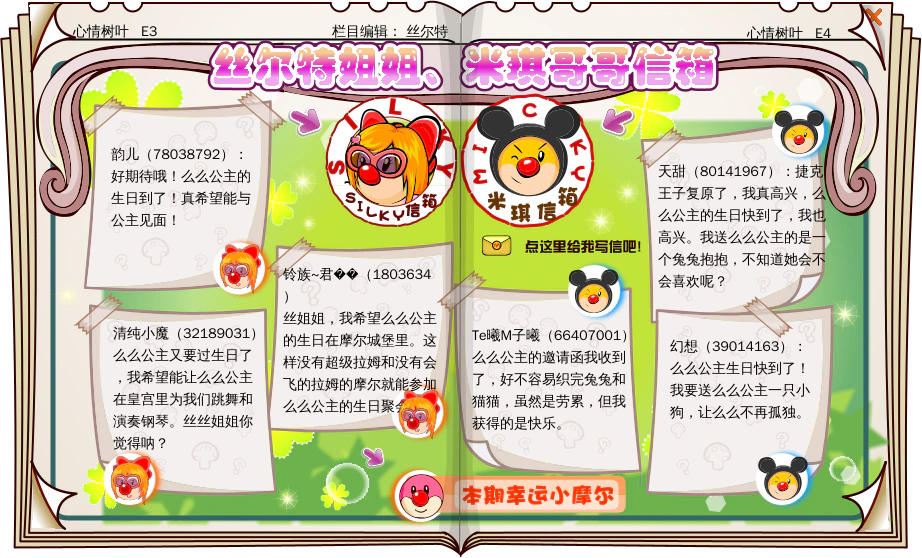 心情树叶 E3
栏目编辑： 丝尔特
心情树叶 E4
丝尔特姐姐、米琪哥哥信箱
SILKY
SILKY信箱
MICKY
米琪信箱
点这里给我写信吧!
韵儿（78038792）：
好期待哦！么么公主的
生日到了！真希望能与
公主见面！
铃族~君��（1803634
）
丝姐姐，我希望么么公主
的生日在摩尔城堡里。这
样没有超级拉姆和没有会
飞的拉姆的摩尔就能参加
么么公主的生日聚会
清纯小魔（32189031）
么么公主又要过生日了
，我希望能让么么公主
在皇宫里为我们跳舞和
演奏钢琴。丝丝姐姐你
觉得呐？
天甜（80141967）：捷克
王子复原了，我真高兴，么
么公主的生日快到了，我也
高兴。我送么么公主的是一
个兔兔抱抱，不知道她会不
会喜欢呢？
Te曦M子曦（66407001）
么么公主的邀请函我收到
了，好不容易织完兔兔和
猫猫，虽然是劳累，但我
获得的是快乐。
幻想（39014163）：
么么公主生日快到了！
我要送么么公主一只小
狗，让么么不再孤独。
本期幸运小摩尔